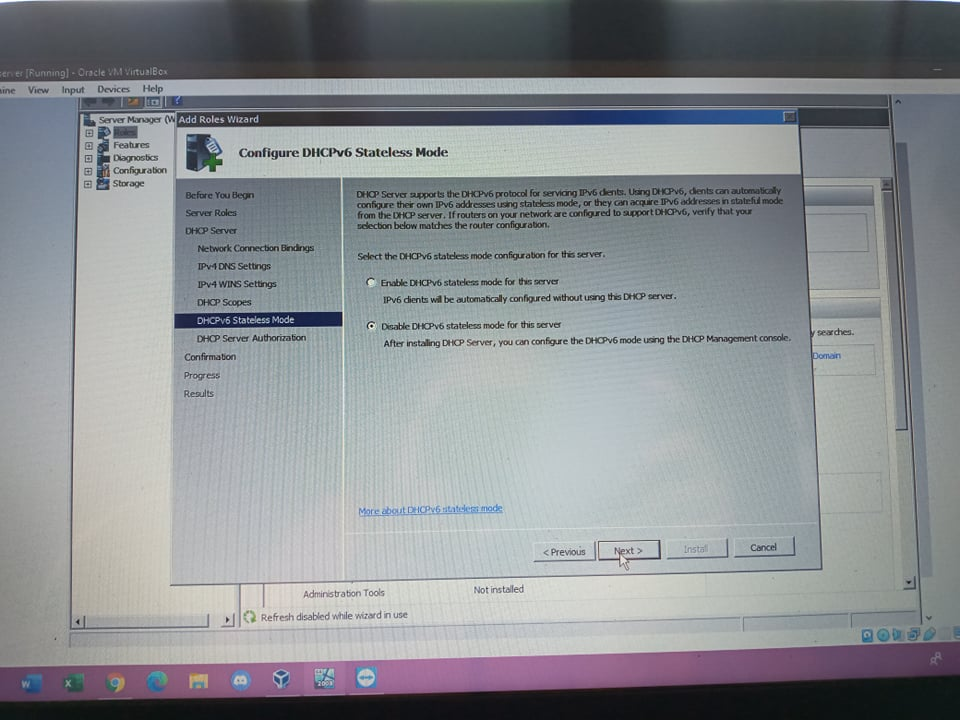 erver [Running] - Oracle VM VirtualBox
ine View Input Devices Help
Server Manager (W
Roles
Features
Diagnostics
Configuration
Storage
Add Roles Wizard
Configure DHCPv6 Stateless Mode
Before You Begin
Server Roles
DHCP Server
Network Connection Bindings
IPv4 DNS Settings
IPv4 WINS Settings
DHCP Scopes
DHCPv6 Stateless Mode
DHCP Server Authorization
Confirmation
Progress
Results
DHCP Server supports the DHCPv6 protocol for servicing IPv6 clients. Using DHCPv6, clients can automatically
configure their own IPv6 addresses using stateless mode, or they can acquire IPv6 addresses in stateful mode
from the DHCP server. If routers on your network are configured to support DHCPv6, verify that your
selection below matches the router configuration.
Select the DHCPv6 stateless mode configuration for this server.
Enable DHCPv6 stateless mode for this server
IPv6 clients will be automatically configured without using this DHCP server.
Disable DHCPv6 stateless mode for this server
After installing DHCP Server, you can configure the DHCPv6 mode using the DHCP Management console.
More about DHCPv6 stateless mode
< Previous
Next >
Install
Cancel
y searches.
Domain
Administration Tools Not installed
Refresh disabled while wizard in use